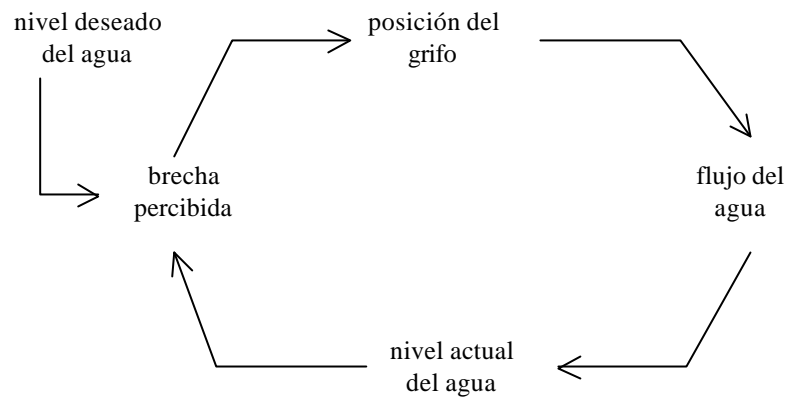 nivel deseado
del agua
posición del
grifo
brecha
percibida
flujo del
agua
nivel actual
del agua